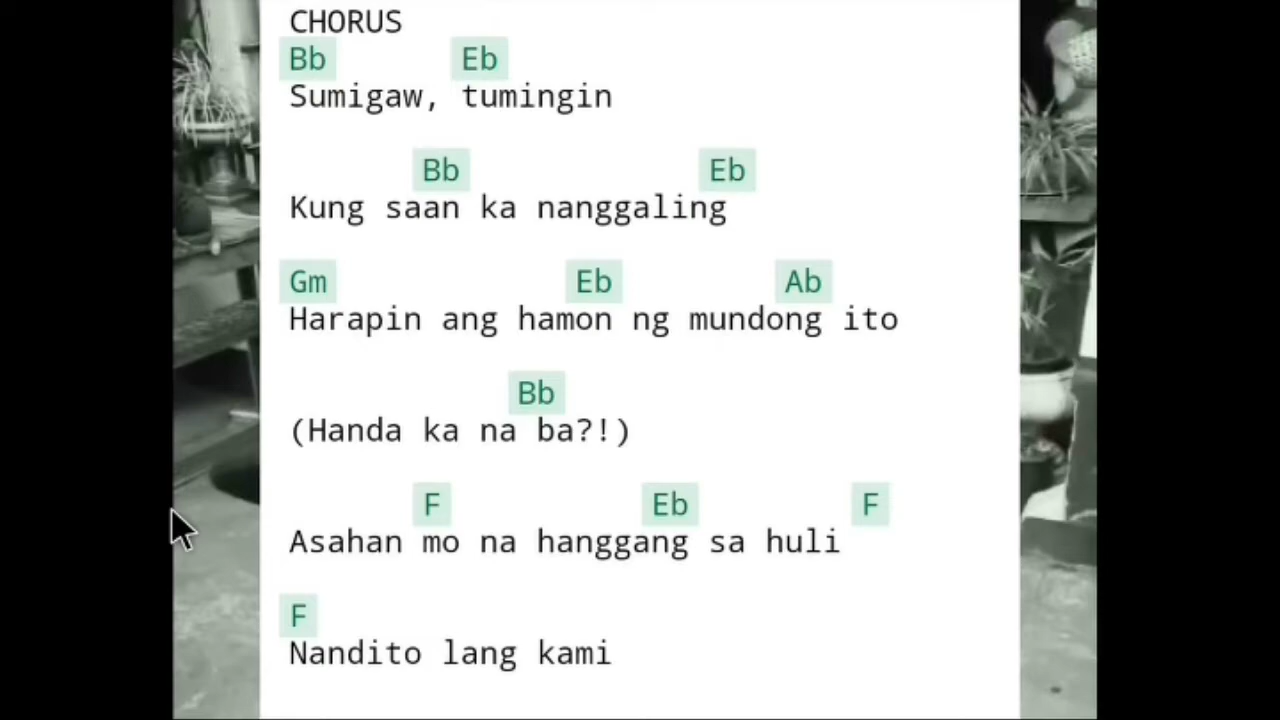 CHORUS
Bb Eb
Sumigaw, tumingin
Bb Eb
Kung saan ka nanggaling
Gm Eb Ab
Harapin ang hamon ng mundong ito
Bb
(Handa ka na ba?!)
F Eb F
Asahan mo na hanggang sa huli
F
Nandito lang kami